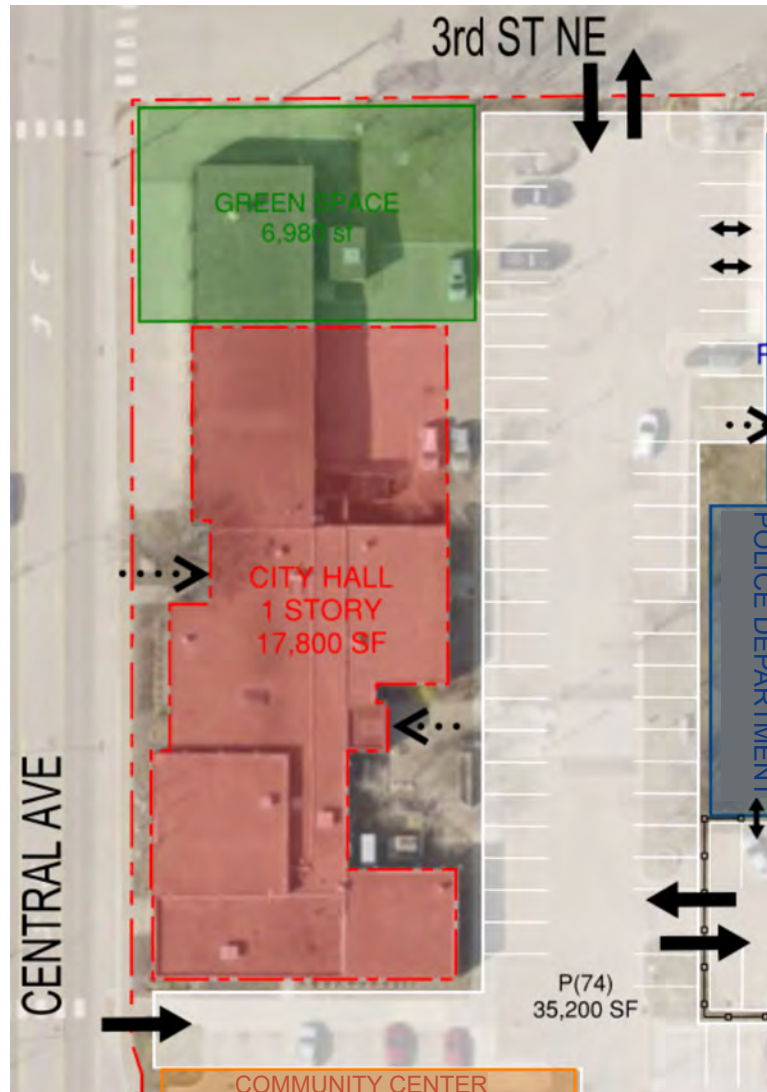 3rd ST NE
GREEN SPACE
6,980 sf
CITY HALL
1 STORY
17,800 SF
POLICE DEPARTMENT
CENTRAL AVE
P(74)
35,200 SF
COMMUNITY CENTER